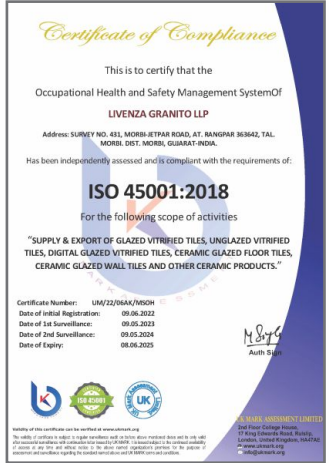 Certificate of Compliance
This is to certify that the
Occupational Health and Safety Management SystemOf
LIVENZA GRANITO LLP
Address: SURVEY NO. 431, MORBI-JETPAR ROAD, AT. RANGPAR 363642, TAL.
MORBI. DIST. MORBI, GUJARAT-INDIA.
Has been independently assessed and is compliant with the requirements of:
ISO 45001:2018
For the following scope of activities
“SUPPLY & EXPORT OF GLAZED VITRIFIED TILES, UNGLAZED VITRIFIED
TILES, DIGITAL GLAZED VITRIFIED TILES, CERAMIC GLAZED FLOOR TILES,
CERAMIC GLAZED WALL TILES AND OTHER CERAMIC PRODUCTS.”
Certificate Number: UM/22/06AK/MSOH
Date of initial Registration: 09.06.2022
Date of 1st Surveillance: 09.05.2023
Date of 2nd Surveillance: 09.05.2024
Date of Expiry: 08.06.2025
Auth Sign
ISO 45001
UK
UK MARK ASSESSMENT LIMITED
2nd Floor College House,
17 King Edwards Road, Ruislip,
London, United Kingdom, HA47AE
www.ukmark.org
info@ukmark.org
Validity of this certificate can be verified at www.ukmark.org